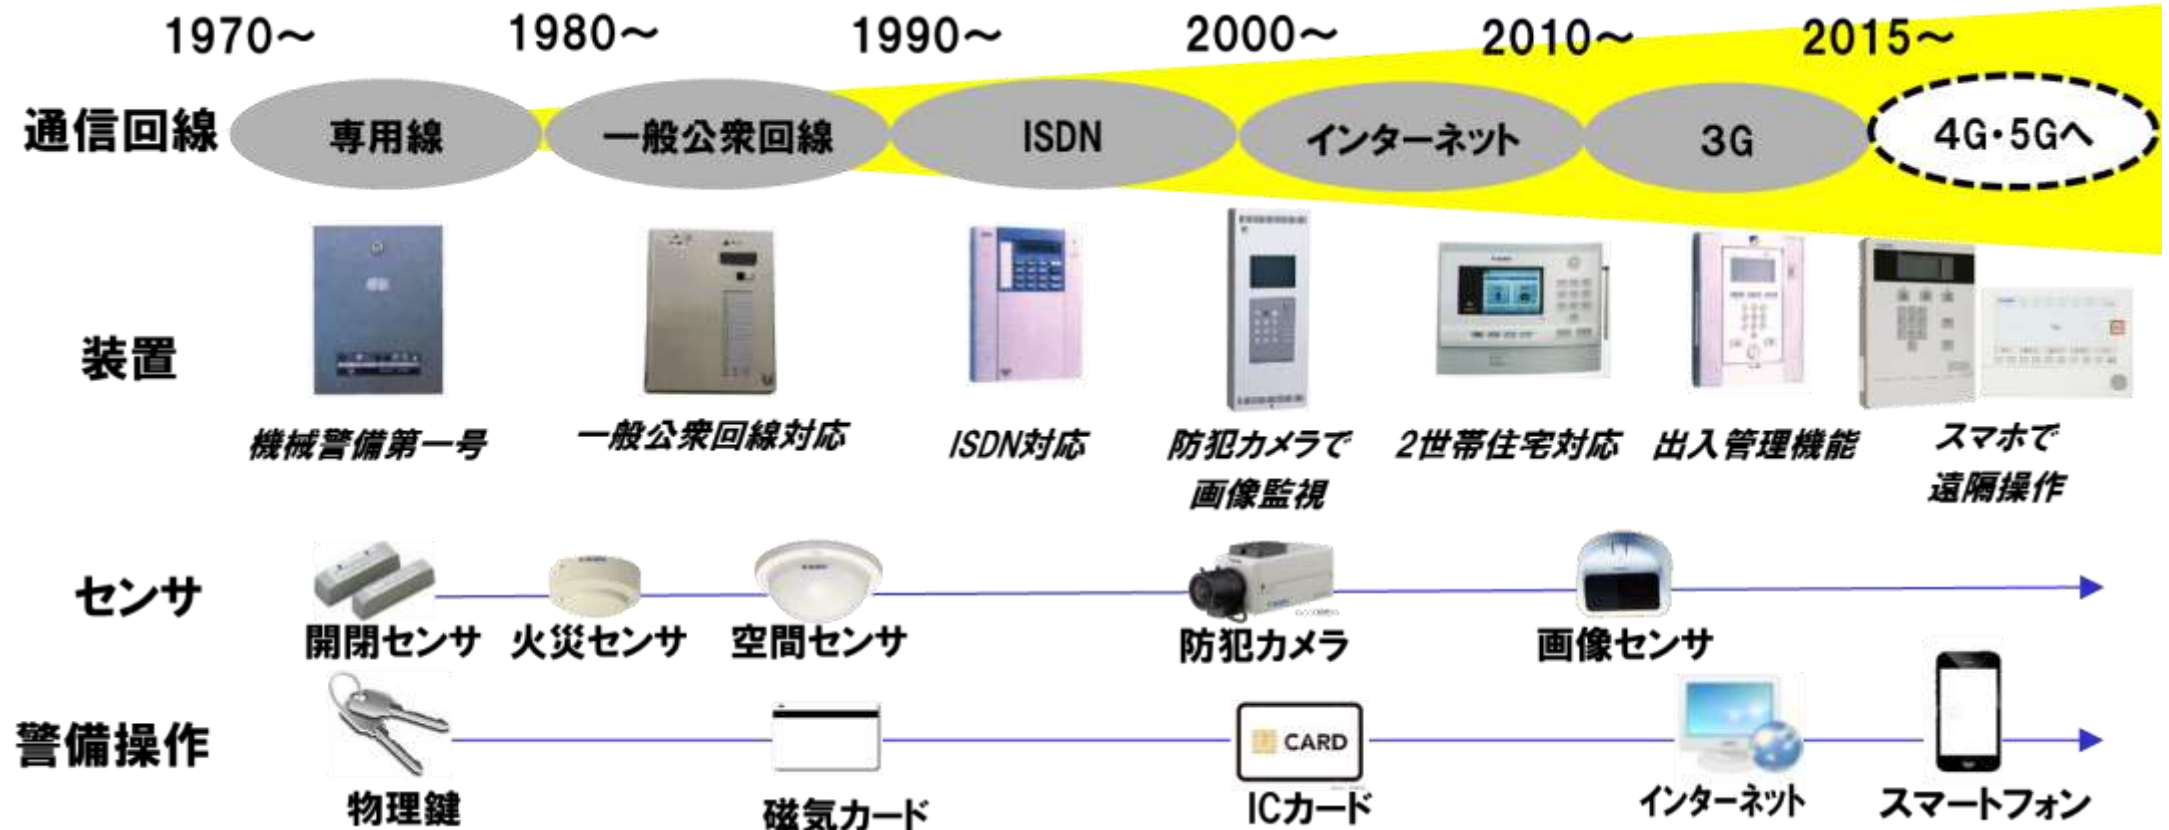 1970～ 1980～ 1990～ 2000～ 2010～ 2015～
通信回線 専用線 一般公衆回線 ISDN インターネット 3G 4G・5Gへ
装置
機械警備第一号 一般公衆回線対応 ISDN対応 防犯カメラで 2世帯住宅対応 出入管理機能 スマホで
画像監視 遠隔操作
センサ
開閉センサ 火災センサ 空間センサ 防犯カメラ 画像センサ
CARD
警備操作
物理鍵 磁気カード ICカード インターネット スマートフォン